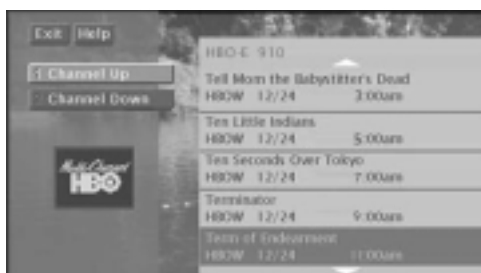 Exit Help
HBO-E 910
1 Channel Up
2 Channel Down
Multi-Channel
HBO
Tell Mom the Babysitter's Dead
HBOW 12/24 3:00am
Ten Little Indians
HBOW 12/24 5:00am
Ten Seconds Over Tokyo
HBOW 12/24 7:00am
Terminator
HBOW 12/24 9:00am
Term of Endearment
HBOW 12/24 11:00am